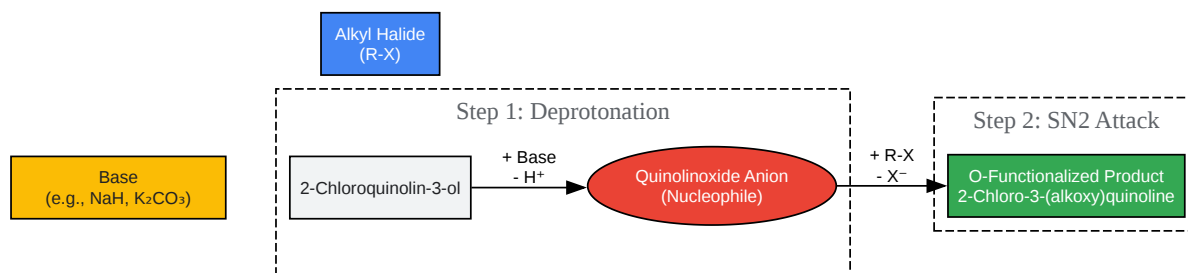 Alkyl Halide
(R-X)
Step 1: Deprotonation
Step 2: SN2 Attack
Base
(e.g., NaH, K₂CO₃)
2-Chloroquinolin-3-ol
+ Base
- H⁺
Quinolinoxide Anion
(Nucleophile)
+ R-X
- X⁻
O-Functionalized Product
2-Chloro-3-(alkoxy)quinoline